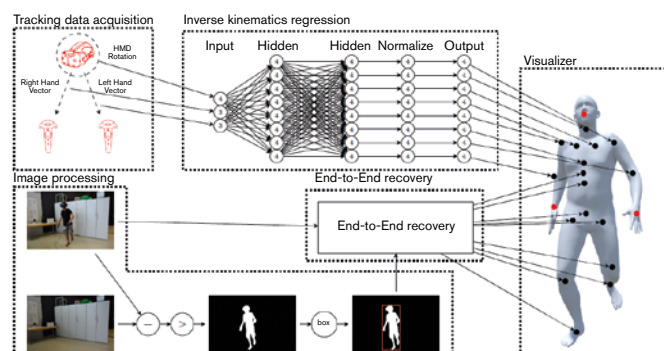 Tracking data acquisition
HMD
Rotation
Right Hand
Vector
Left Hand
Vector
Inverse kinematics regression
Input
Hidden
Hidden
Normalize
Output
Visualizer
Image processing
End-to-End recovery
End-to-End recovery
−
>
box